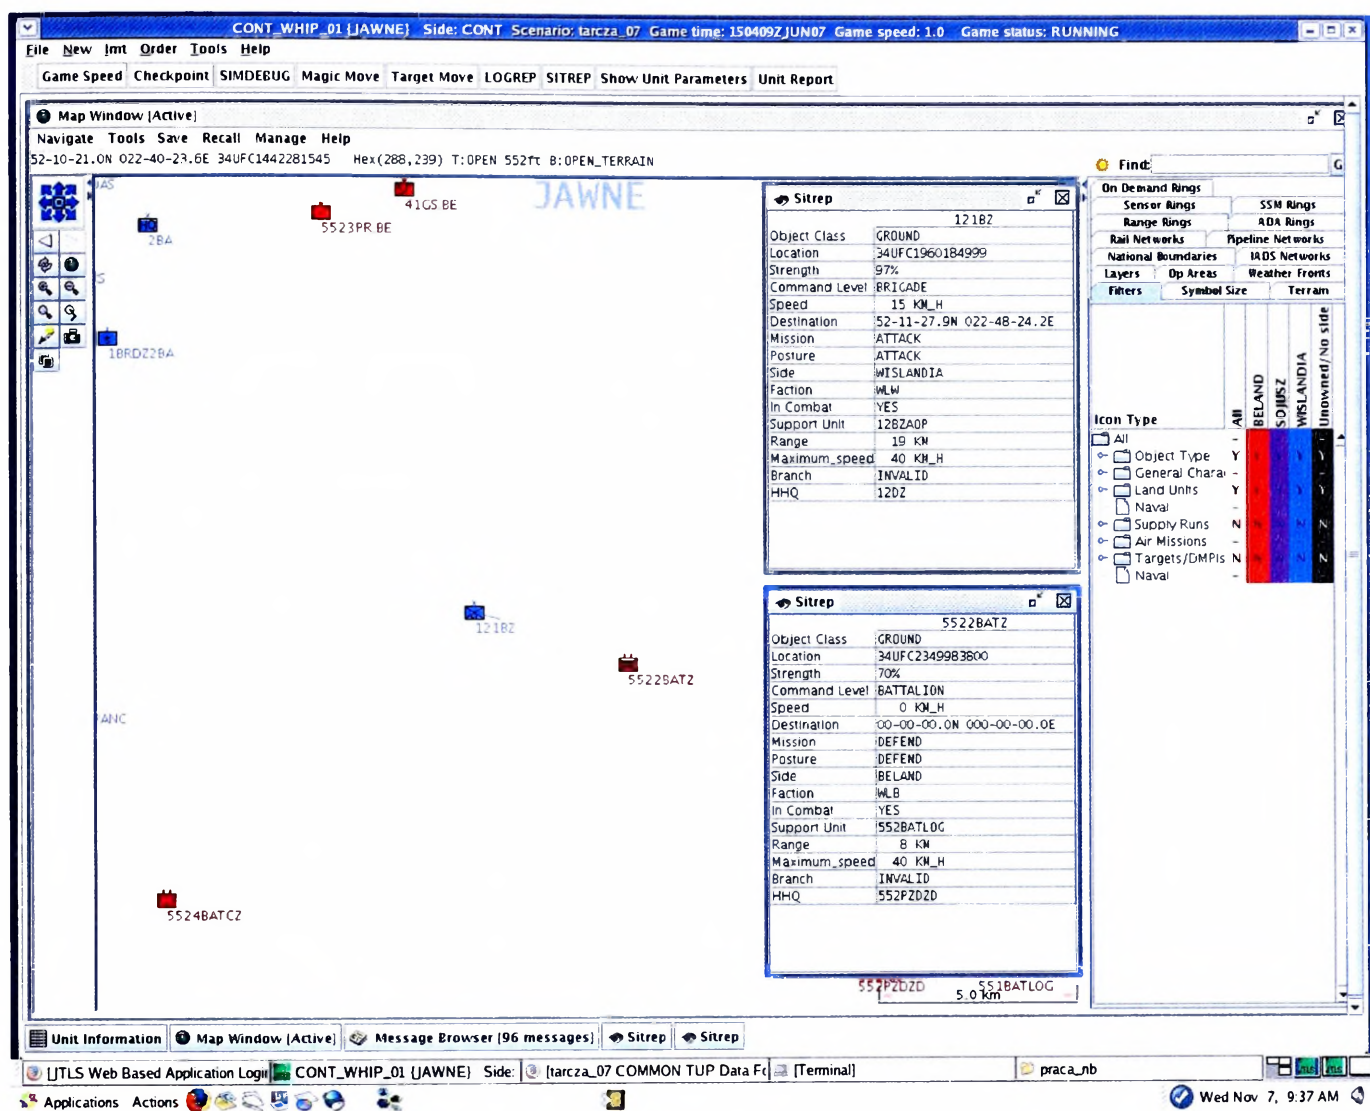 CONT_WHIP_01 {JAWNE} Side: CONT Scenario: tarcza_07 Game time: 150409Z JUN07 Game speed: 1.0 Game status: RUNNING
File New Imt Order Tools Help
Game Speed Checkpoint SIMDEBUG Magic Move Target Move LOGREP SITREP Show Unit Parameters Unit Report
Map Window [Active]
Navigate Tools Save Recall Manage Help
52-10-21.0N 022-40-23.6E 34UFC1442281545 Hex(288,239) T:OPEN 552ft B:OPEN_TERRAIN
JAWNE
41GS.BE
5523PR.BE
HQ
2BA
1BRDZ2BA
121BZ
5522BATZ
ANC
5524BATCZ
552PZDZD
551BATLOG
5.0 km
Sitrep
121BZ
Object Class GROUND
Location 34UFC1960184999
Strength 97%
Command Level BRIGADE
Speed 15 KM_H
Destination 52-11-27.9N 022-48-24.2E
Mission ATTACK
Posture ATTACK
Side WISLANDIA
Faction WLW
In Combat YES
Support Unit 12BZAOP
Range 19 KM
Maximum_speed 40 KM_H
Branch INVALID
HHQ 12DZ
Sitrep
5522BATZ
Object Class GROUND
Location 34UFC2349983800
Strength 70%
Command Level BATTALION
Speed 0 KM_H
Destination 00-00-00.0N 000-00-00.0E
Mission DEFEND
Posture DEFEND
Side BELAND
Faction WLB
In Combat YES
Support Unit 552BATLOG
Range 8 KM
Maximum_speed 40 KM_H
Branch INVALID
HHQ 552PZDZD
Find: G
On Demand Rings
Sensor Rings SSM Rings
Range Rings ADA Rings
Rail Networks Pipeline Networks
National Boundaries IADS Networks
Layers Op Areas Weather Fronts
Filters Symbol Size Terrain
Icon Type All BELAND SOJUSZ WISLANDIA Unowned/No side
All -
Object Type Y Y Y Y Y
General Chara -
Land Units Y Y Y Y Y
Naval -
Supply Runs N N N N N
Air Missions -
Targets/DMPIs N N N N N
Naval -
Unit Information Map Window [Active] Message Browser [96 messages] Sitrep Sitrep
[JTLS Web Based Application Login CONT_WHIP_01 {JAWNE} Side: [tarcza_07 COMMON TUP Data Fo [Terminal] praca_nb
Applications Actions Wed Nov 7, 9:37 AM